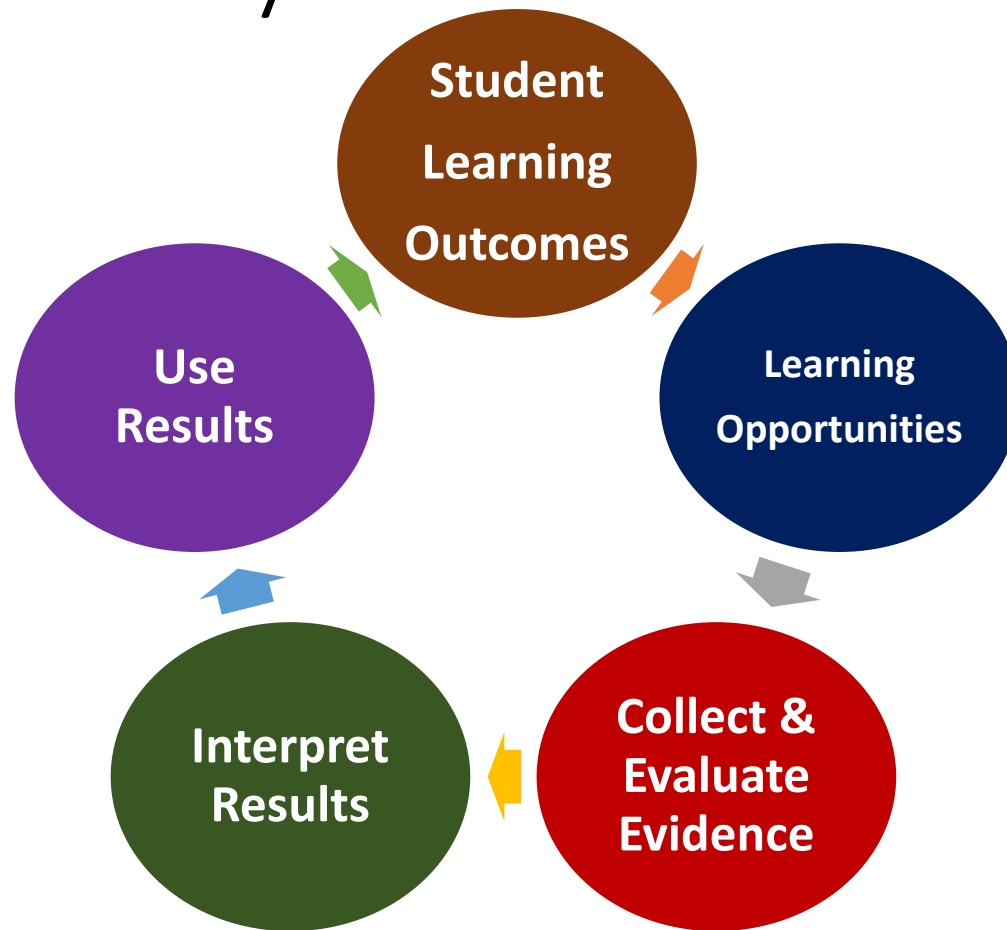 Student
Learning
Outcomes
Learning
Opportunities
Collect &
Evaluate
Evidence
Interpret
Results
Use
Results